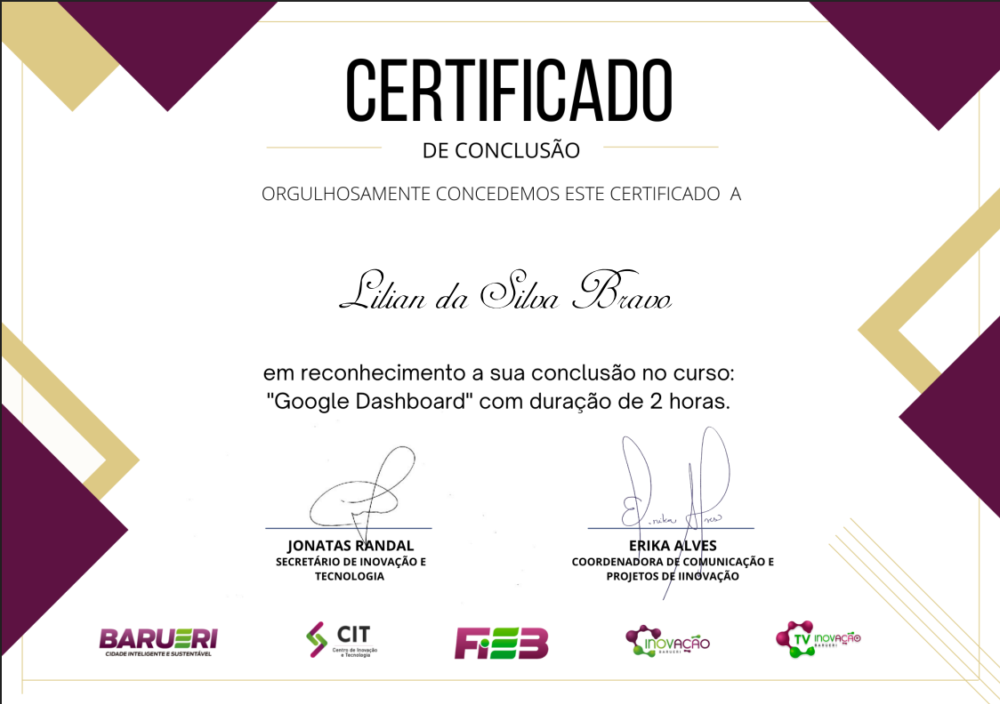 CERTIFICADO
DE CONCLUSÃO
ORGULHOSAMENTE CONCEDEMOS ESTE CERTIFICADO A
Lilian da Silva Bravo
em reconhecimento a sua conclusão no curso:
"Google Dashboard" com duração de 2 horas.
Erika Alves
JONATAS RANDAL
SECRETÁRIO DE INOVAÇÃO E
TECNOLOGIA
ERIKA ALVES
COORDENADORA DE COMUNICAÇÃO E
PROJETOS DE IINOVAÇÃO
BARUERI
CIDADE INTELIGENTE E SUSTENTÁVEL
CIT
Centro de Inovação
e Tecnologia
FIEB
INOVAÇÃO
BARUERI
TV INOVAÇÃO
BARUERI